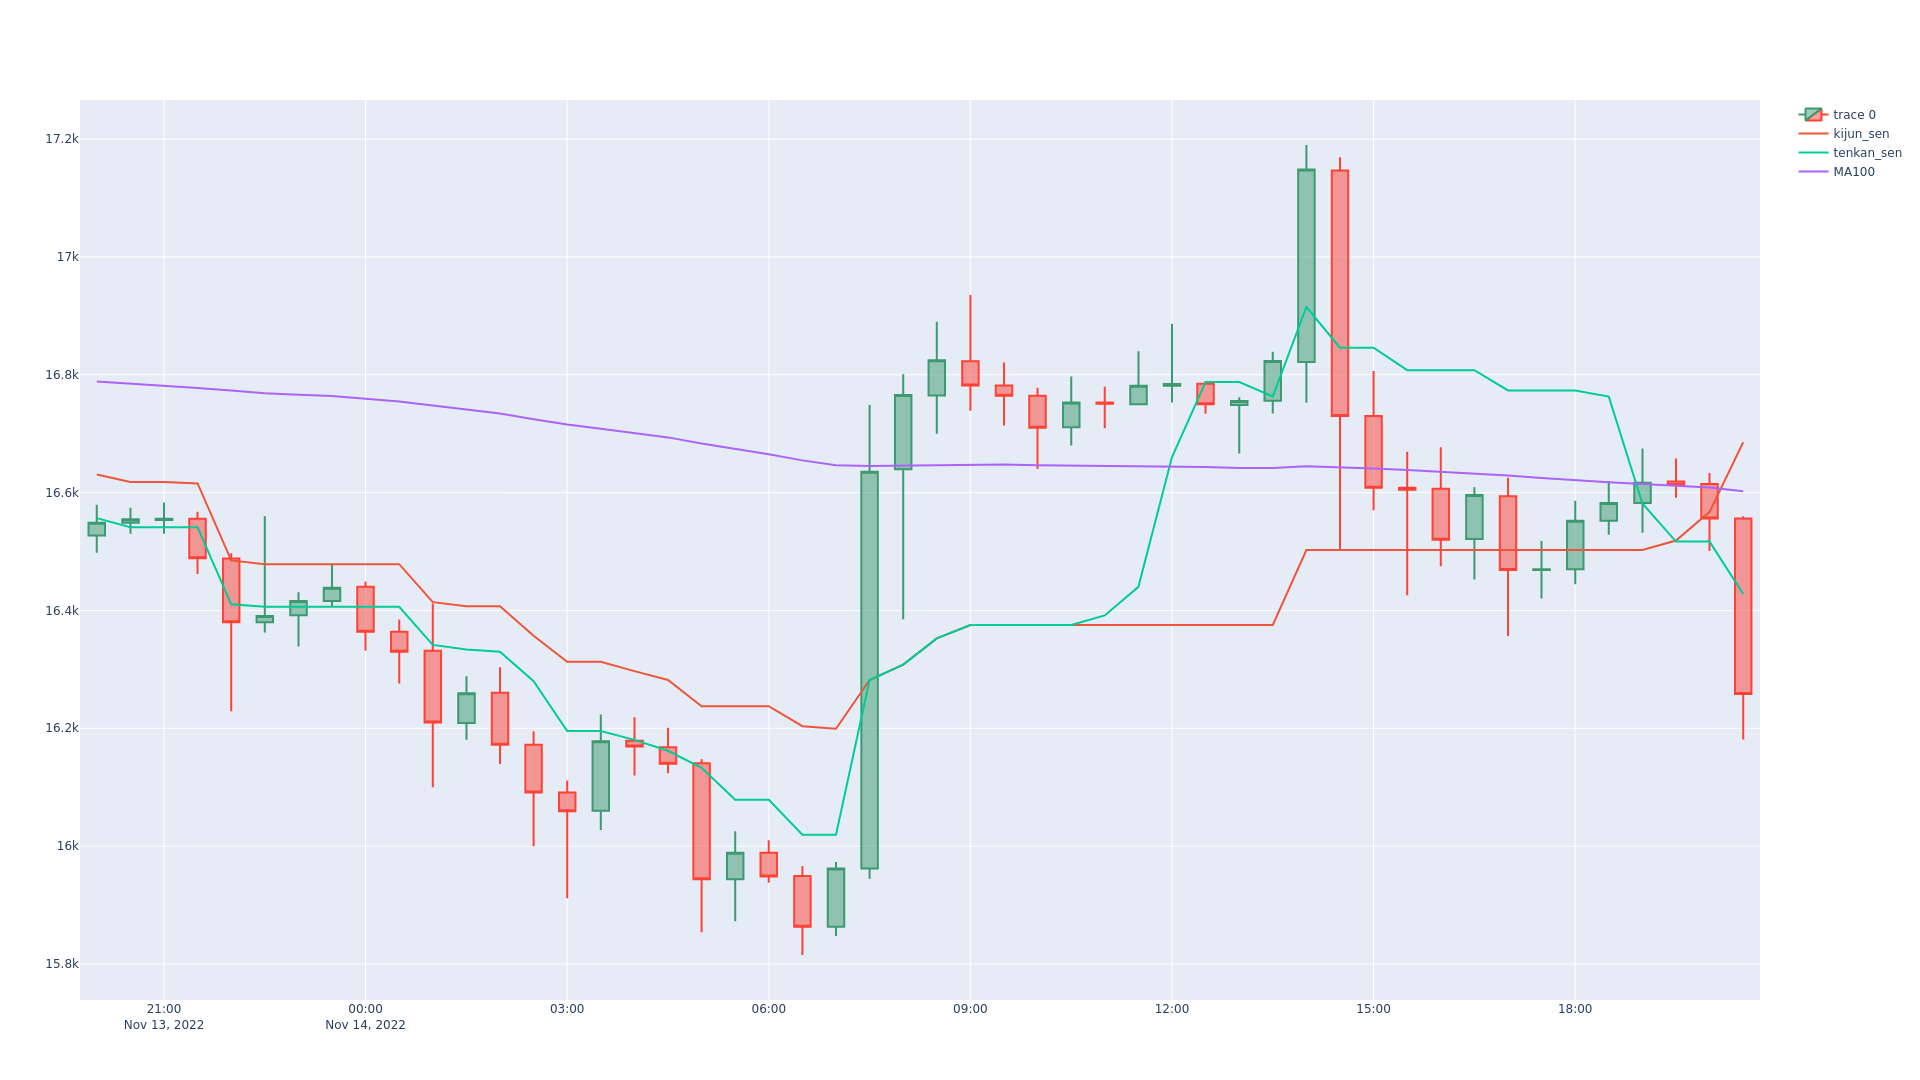 17.2k
17k
16.8k
16.6k
16.4k
16.2k
16k
15.8k
21:00
Nov 13, 2022
00:00
Nov 14, 2022
03:00
06:00
09:00
12:00
15:00
18:00
trace 0
kijun_sen
tenkan_sen
MA100